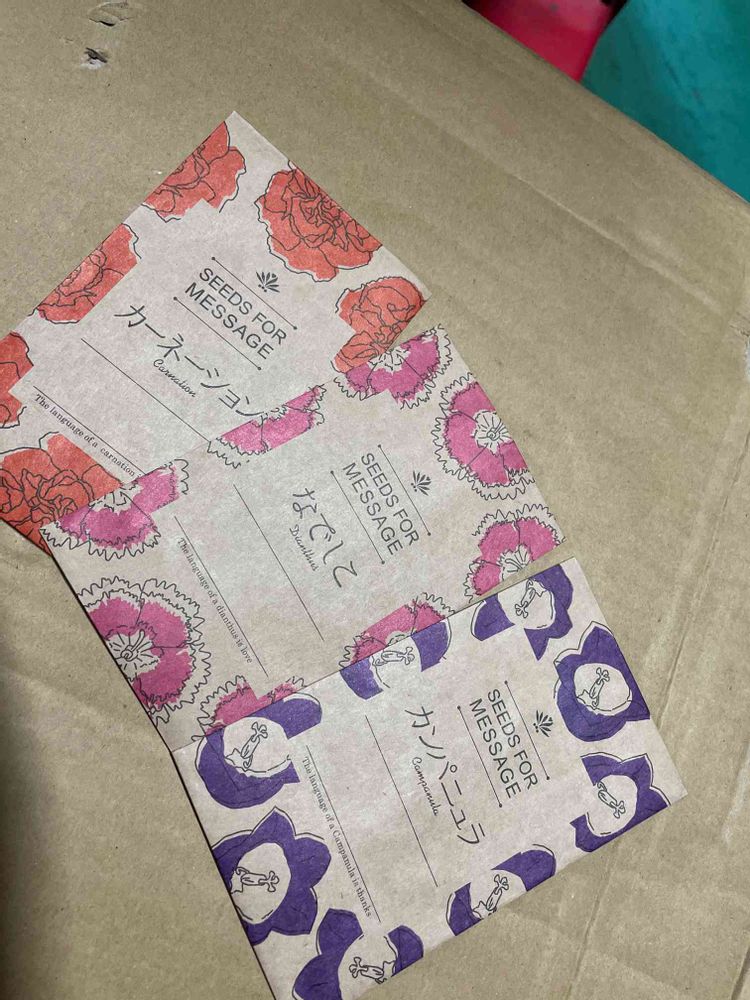 SEEDS FOR
MESSAGE
カーネーション
Carnation
The language of a carnation
SEEDS FOR
MESSAGE
なでしこ
Dianthus
The language of a dianthus is love
SEEDS FOR
MESSAGE
カンパニュラ
Campanula
The language of a Campanula is thanks